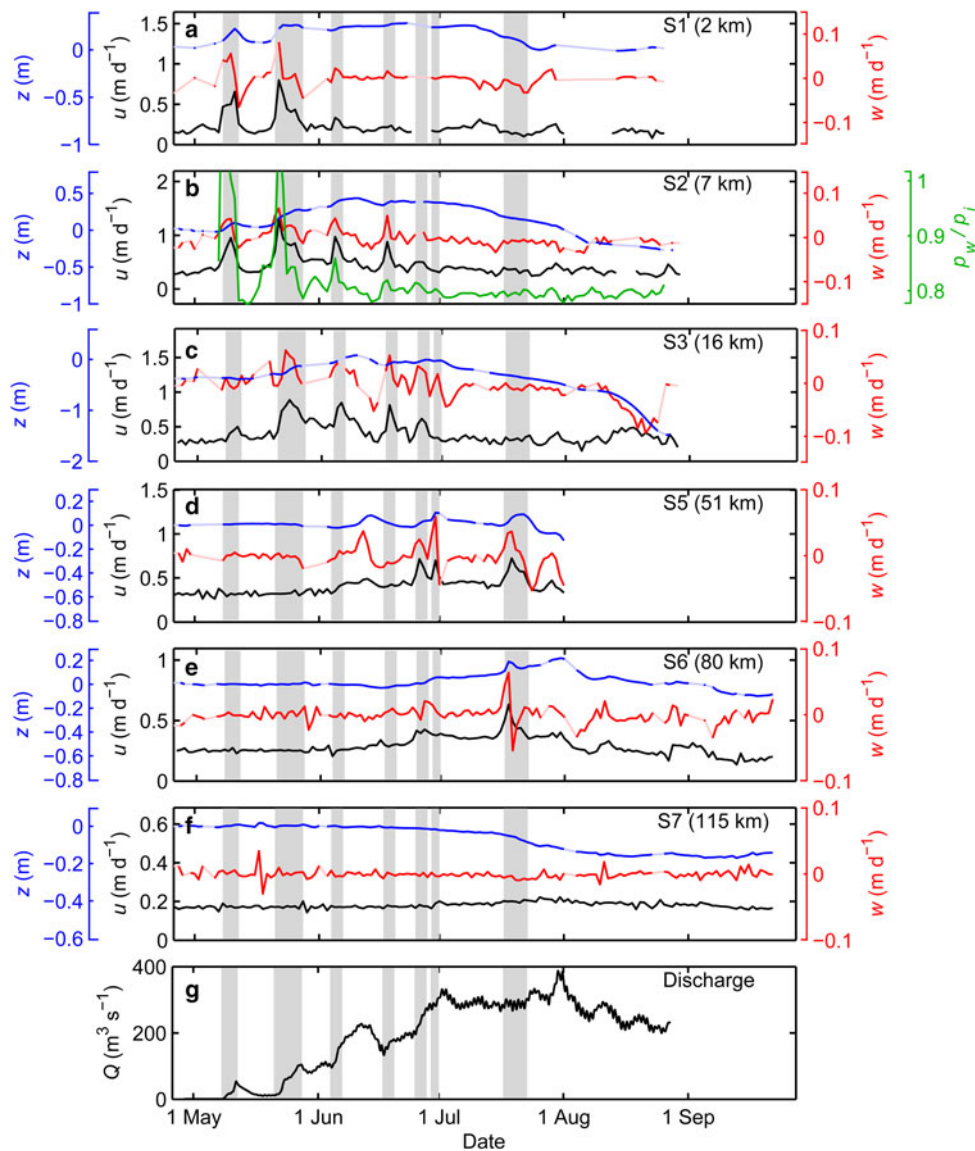 a S1 (2 km)
z (m)
0
−0.5
−1
u (m d−1)
1.5
1
0.5
0
w (m d−1)
0.1
0
−0.1
b S2 (7 km)
z (m)
0.5
0
−0.5
−1
u (m d−1)
2
1
0
w (m d−1)
0.1
0
−0.1
pw/pi
1
0.9
0.8
c S3 (16 km)
z (m)
0
−1
−2
u (m d−1)
1.5
1
0.5
0
w (m d−1)
0.1
0
−0.1
d S5 (51 km)
z (m)
0.2
0
−0.2
−0.4
−0.6
−0.8
u (m d−1)
1.5
1
0.5
0
w (m d−1)
0.1
0
−0.1
e S6 (80 km)
z (m)
0.2
0
−0.2
−0.4
−0.6
−0.8
u (m d−1)
1
0.5
0
w (m d−1)
0.1
0
−0.1
f S7 (115 km)
z (m)
0
−0.2
−0.4
−0.6
u (m d−1)
0.6
0.4
0.2
0
w (m d−1)
0.1
0
−0.1
g Discharge
Q (m3 s−1)
400
200
0
1 May 1 Jun 1 Jul 1 Aug 1 Sep
Date